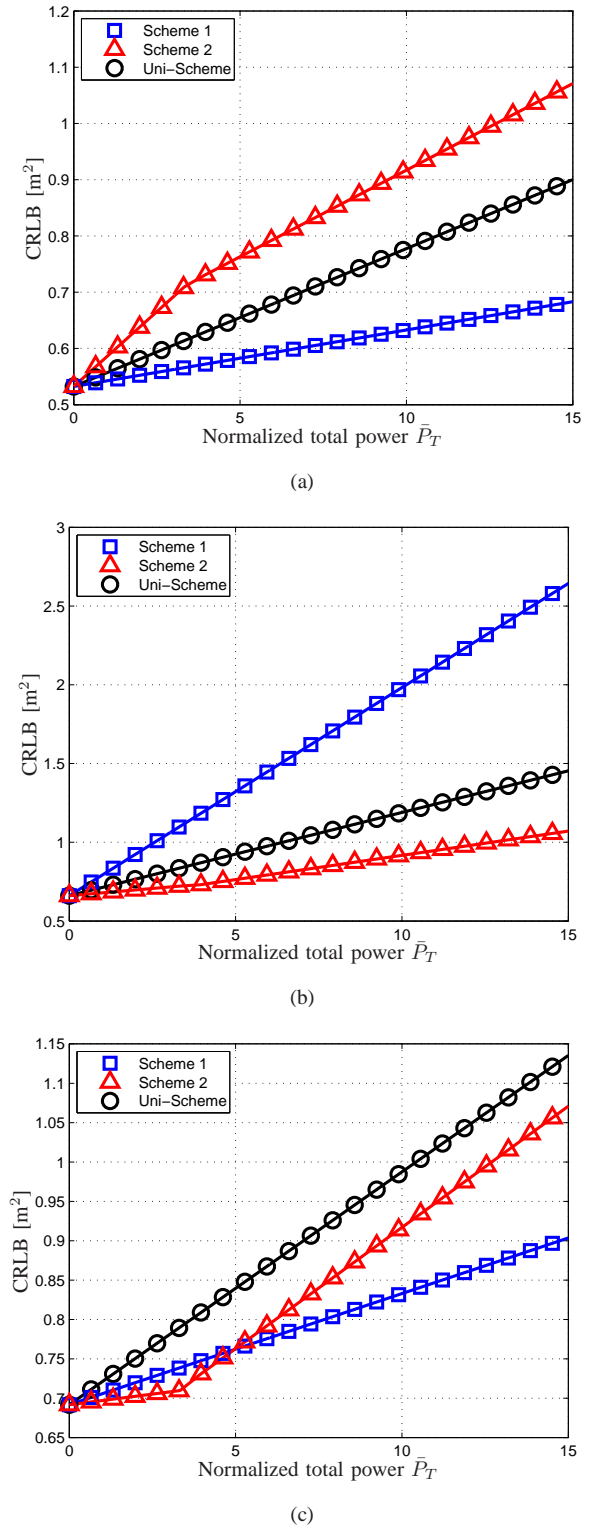 1.2
1.1
1
0.9
0.8
0.7
0.6
0.5
CRLB [m²]
Scheme 1
Scheme 2
Uni−Scheme
0 5 10 15
Normalized total power P̄_T
(a)
3
2.5
2
1.5
1
0.5
CRLB [m²]
Scheme 1
Scheme 2
Uni−Scheme
0 5 10 15
Normalized total power P̄_T
(b)
1.15
1.1
1.05
1
0.95
0.9
0.85
0.8
0.75
0.7
0.65
CRLB [m²]
Scheme 1
Scheme 2
Uni−Scheme
0 5 10 15
Normalized total power P̄_T
(c)